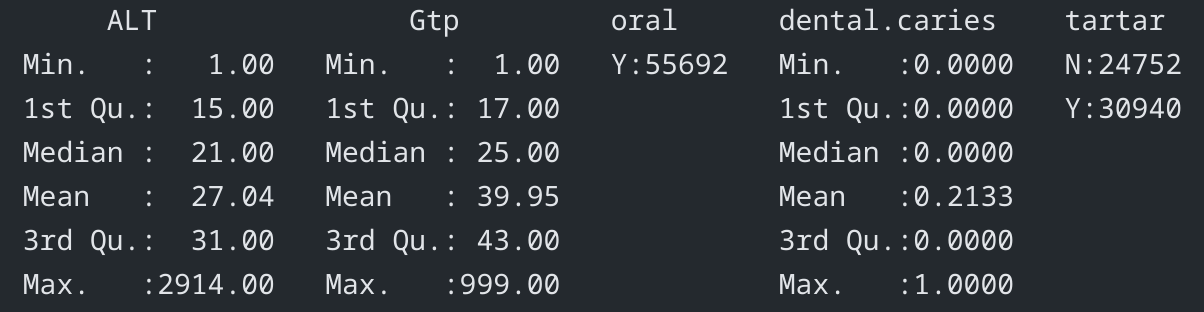 ALT Gtp oral dental.caries tartar
Min. : 1.00 Min. : 1.00 Y:55692 Min. :0.0000 N:24752
1st Qu.: 15.00 1st Qu.: 17.00 1st Qu.:0.0000 Y:30940
Median : 21.00 Median : 25.00 Median :0.0000
Mean : 27.04 Mean : 39.95 Mean :0.2133
3rd Qu.: 31.00 3rd Qu.: 43.00 3rd Qu.:0.0000
Max. :2914.00 Max. :999.00 Max. :1.0000